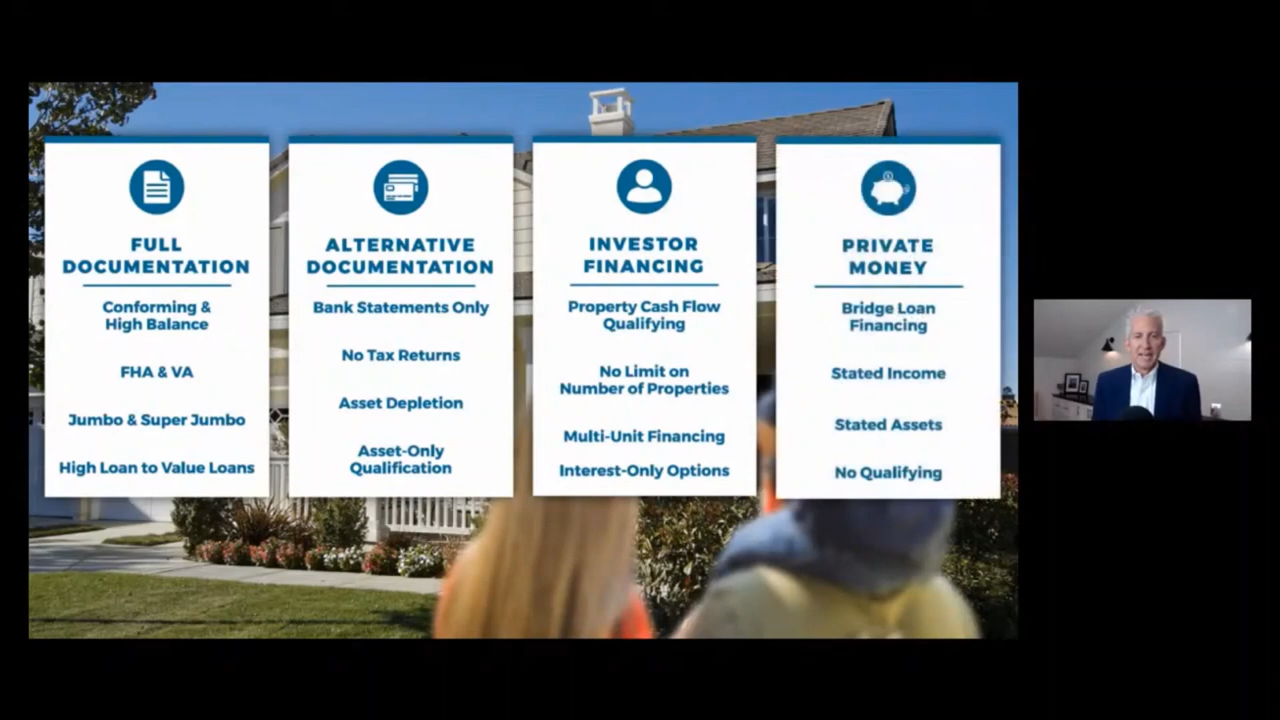 FULL
DOCUMENTATION
Conforming &
High Balance
FHA & VA
Jumbo & Super Jumbo
High Loan to Value Loans
ALTERNATIVE
DOCUMENTATION
Bank Statements Only
No Tax Returns
Asset Depletion
Asset-Only
Qualification
INVESTOR
FINANCING
Property Cash Flow
Qualifying
No Limit on
Number of Properties
Multi-Unit Financing
Interest-Only Options
PRIVATE
MONEY
Bridge Loan
Financing
Stated Income
Stated Assets
No Qualifying